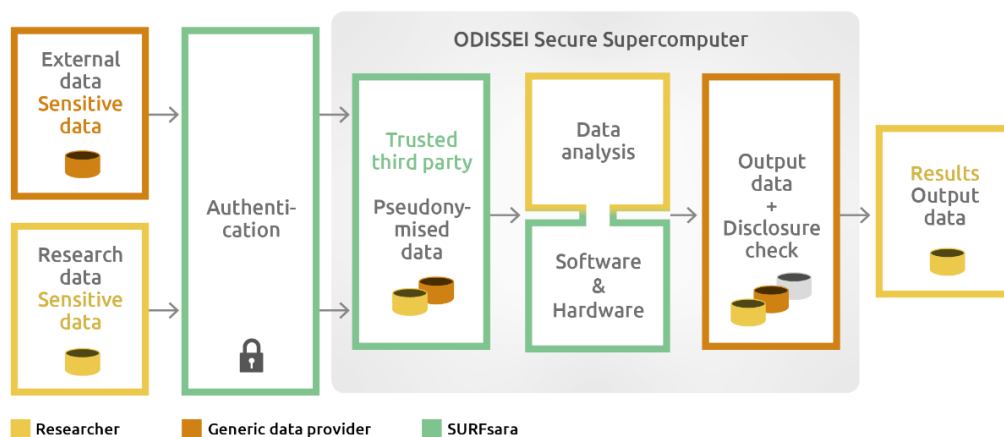 ODISSEI Secure Supercomputer
External
data
Sensitive
data
Research
data
Sensitive
data
Authenti-
cation
Trusted
third party
Pseudony-
mised
data
Data
analysis
Software
&
Hardware
Output
data
+
Disclosure
check
Results
Output
data
Researcher
Generic data provider
SURFsara